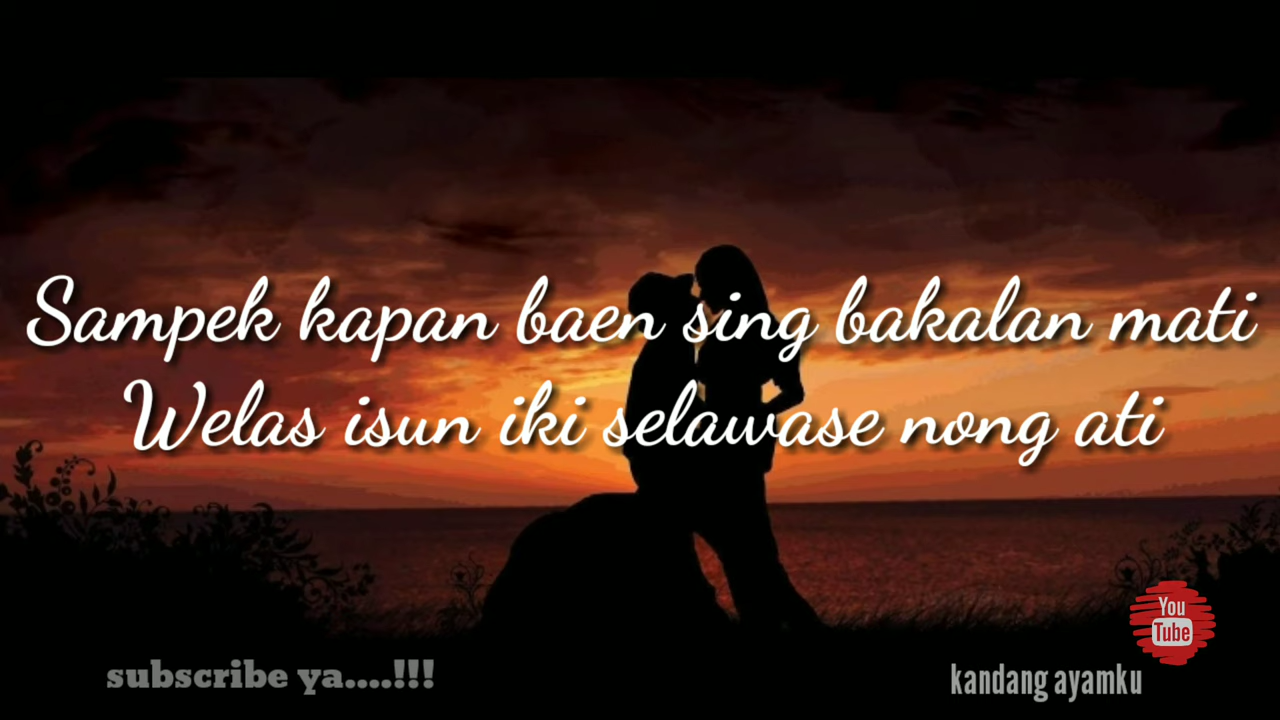 Sampek kapan baen sing bakalan mati
Welas isun iki selawase nong ati
You
Tube
subscribe ya....!!!
kandang ayamku